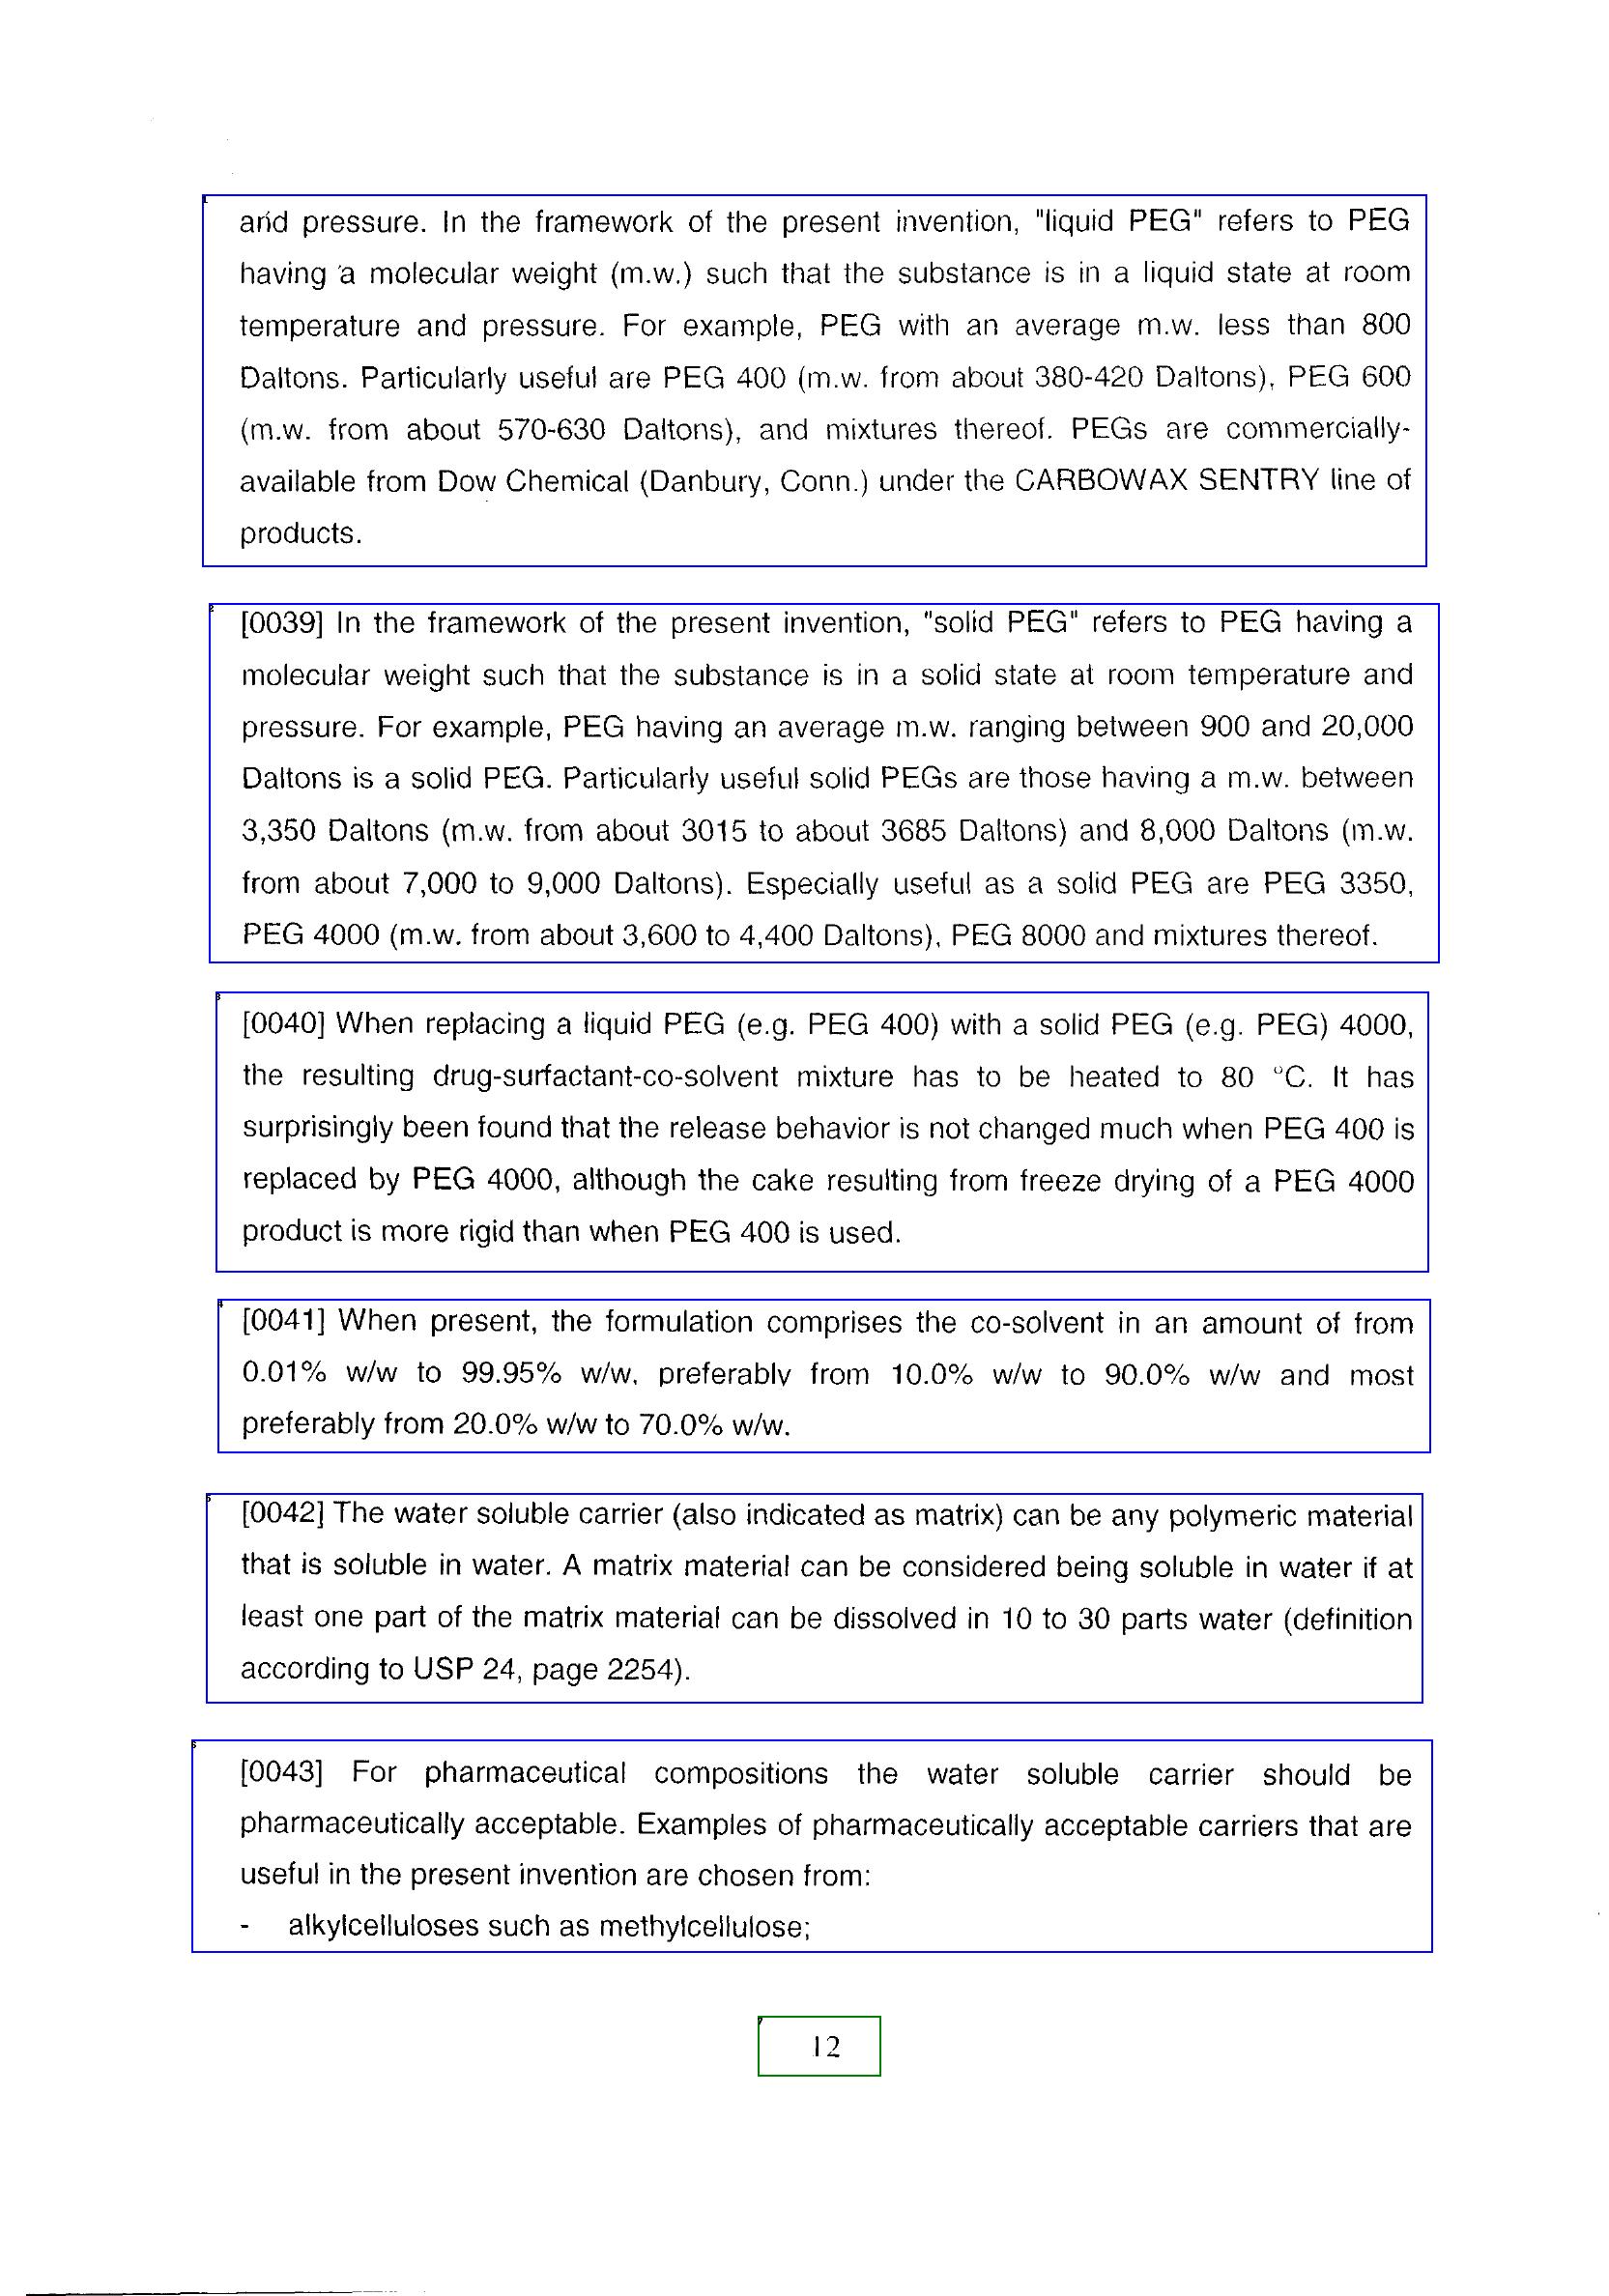 and pressure. In the framework of the present invention, "liquid PEG" refers to PEG
having a molecular weight (m.w.) such that the substance is in a liquid state at room
temperature and pressure. For example, PEG with an average m.w. less than 800
Daltons. Particularly useful are PEG 400 (m.w. from about 380-420 Daltons), PEG 600
(m.w. from about 570-630 Daltons), and mixtures thereof. PEGs are commercially-
available from Dow Chemical (Danbury, Conn.) under the CARBOWAX SENTRY line of
products.
[0039] In the framework of the present invention, "solid PEG" refers to PEG having a
molecular weight such that the substance is in a solid state at room temperature and
pressure. For example, PEG having an average m.w. ranging between 900 and 20,000
Daltons is a solid PEG. Particularly useful solid PEGs are those having a m.w. between
3,350 Daltons (m.w. from about 3015 to about 3685 Daltons) and 8,000 Daltons (m.w.
from about 7,000 to 9,000 Daltons). Especially useful as a solid PEG are PEG 3350,
PEG 4000 (m.w. from about 3,600 to 4,400 Daltons), PEG 8000 and mixtures thereof.
[0040] When replacing a liquid PEG (e.g. PEG 400) with a solid PEG (e.g. PEG) 4000,
the resulting drug-surfactant-co-solvent mixture has to be heated to 80 °C. It has
surprisingly been found that the release behavior is not changed much when PEG 400 is
replaced by PEG 4000, although the cake resulting from freeze drying of a PEG 4000
product is more rigid than when PEG 400 is used.
[0041] When present, the formulation comprises the co-solvent in an amount of from
0.01% w/w to 99.95% w/w, preferably from 10.0% w/w to 90.0% w/w and most
preferably from 20.0% w/w to 70.0% w/w.
[0042] The water soluble carrier (also indicated as matrix) can be any polymeric material
that is soluble in water. A matrix material can be considered being soluble in water if at
least one part of the matrix material can be dissolved in 10 to 30 parts water (definition
according to USP 24, page 2254).
[0043] For pharmaceutical compositions the water soluble carrier should be
pharmaceutically acceptable. Examples of pharmaceutically acceptable carriers that are
useful in the present invention are chosen from:
- alkylcelluloses such as methylcellulose;
12